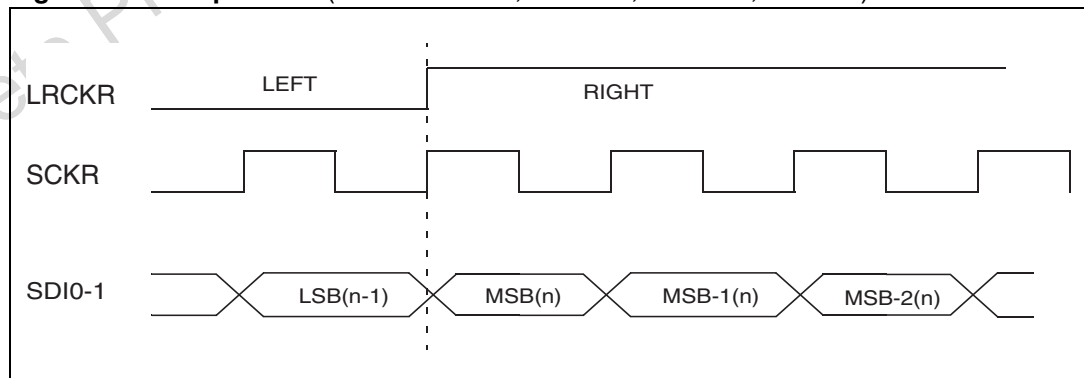 LRCKR
LEFT
RIGHT
SCKR
SDI0-1
LSB(n-1)
MSB(n)
MSB-1(n)
MSB-2(n)